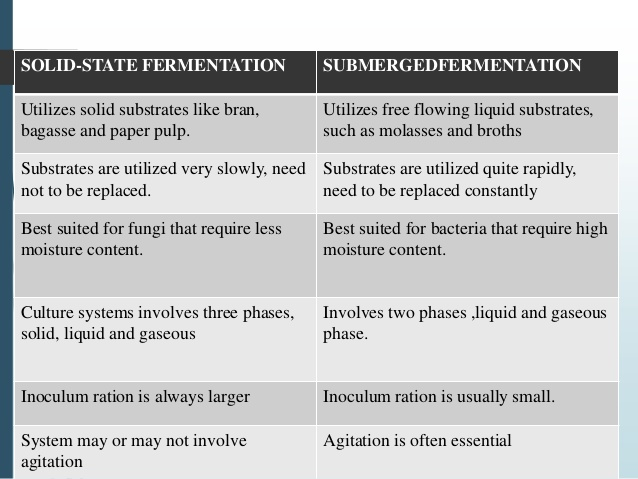 SOLID-STATE FERMENTATION
SUBMERGEDFERMENTATION
Utilizes solid substrates like bran,
bagasse and paper pulp.
Utilizes free flowing liquid substrates,
such as molasses and broths
Substrates are utilized very slowly, need
not to be replaced.
Substrates are utilized quite rapidly,
need to be replaced constantly
Best suited for fungi that require less
moisture content.
Best suited for bacteria that require high
moisture content.
Culture systems involves three phases,
solid, liquid and gaseous
Involves two phases ,liquid and gaseous
phase.
Inoculum ration is always larger
Inoculum ration is usually small.
System may or may not involve
agitation
Agitation is often essential